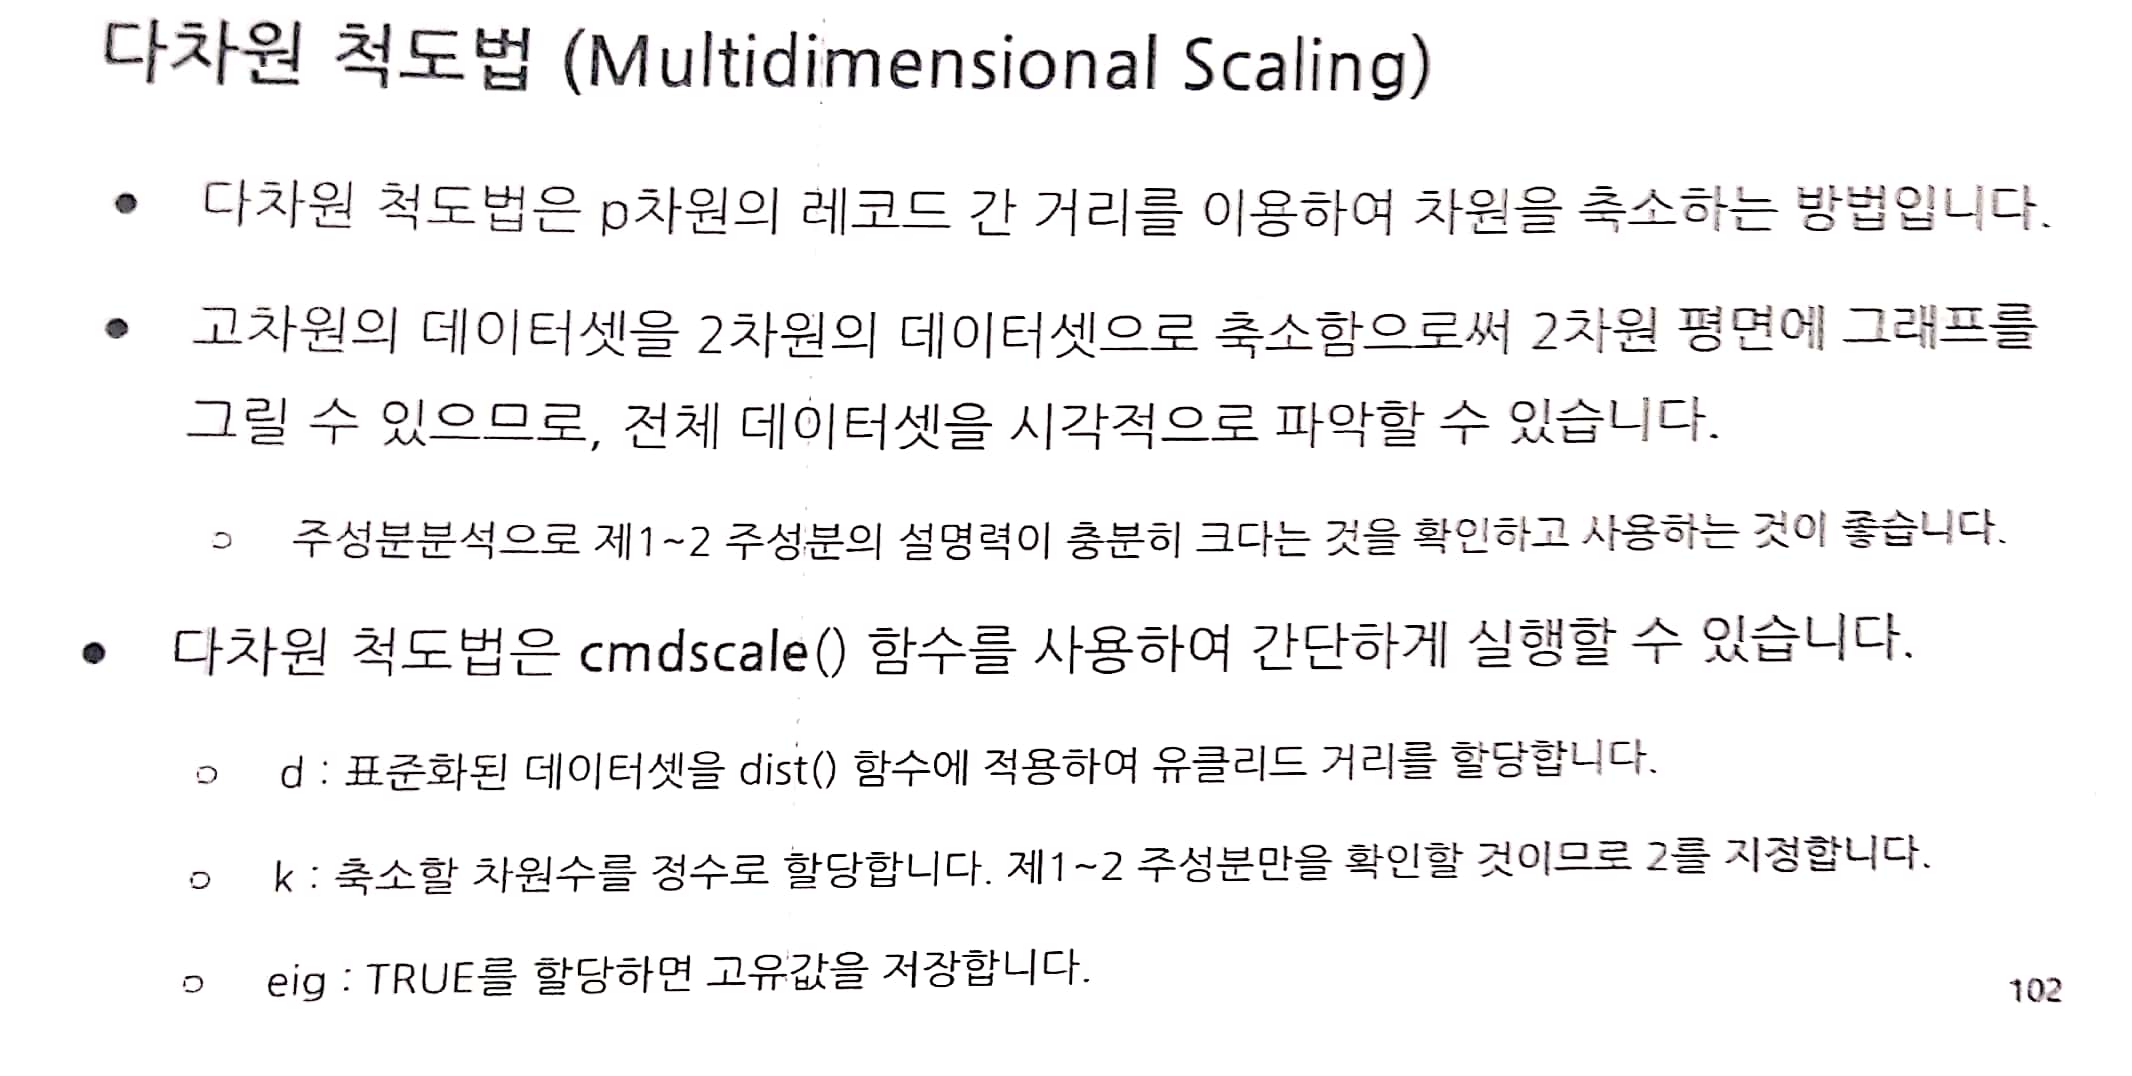 다차원 척도법 (Multidimensional Scaling)
• 다차원 척도법은 p차원의 레코드 간 거리를 이용하여 차원을 축소하는 방법입니다.
• 고차원의 데이터셋을 2차원의 데이터셋으로 축소함으로써 2차원 평면에 그래프를
그릴 수 있으므로, 전체 데이터셋을 시각적으로 파악할 수 있습니다.
○ 주성분분석으로 제1~2 주성분의 설명력이 충분히 크다는 것을 확인하고 사용하는 것이 좋습니다.
• 다차원 척도법은 cmdscale() 함수를 사용하여 간단하게 실행할 수 있습니다.
○ d : 표준화된 데이터셋을 dist() 함수에 적용하여 유클리드 거리를 할당합니다.
○ k : 축소할 차원수를 정수로 할당합니다. 제1~2 주성분만을 확인할 것이므로 2를 지정합니다.
○ eig : TRUE를 할당하면 고유값을 저장합니다.
102